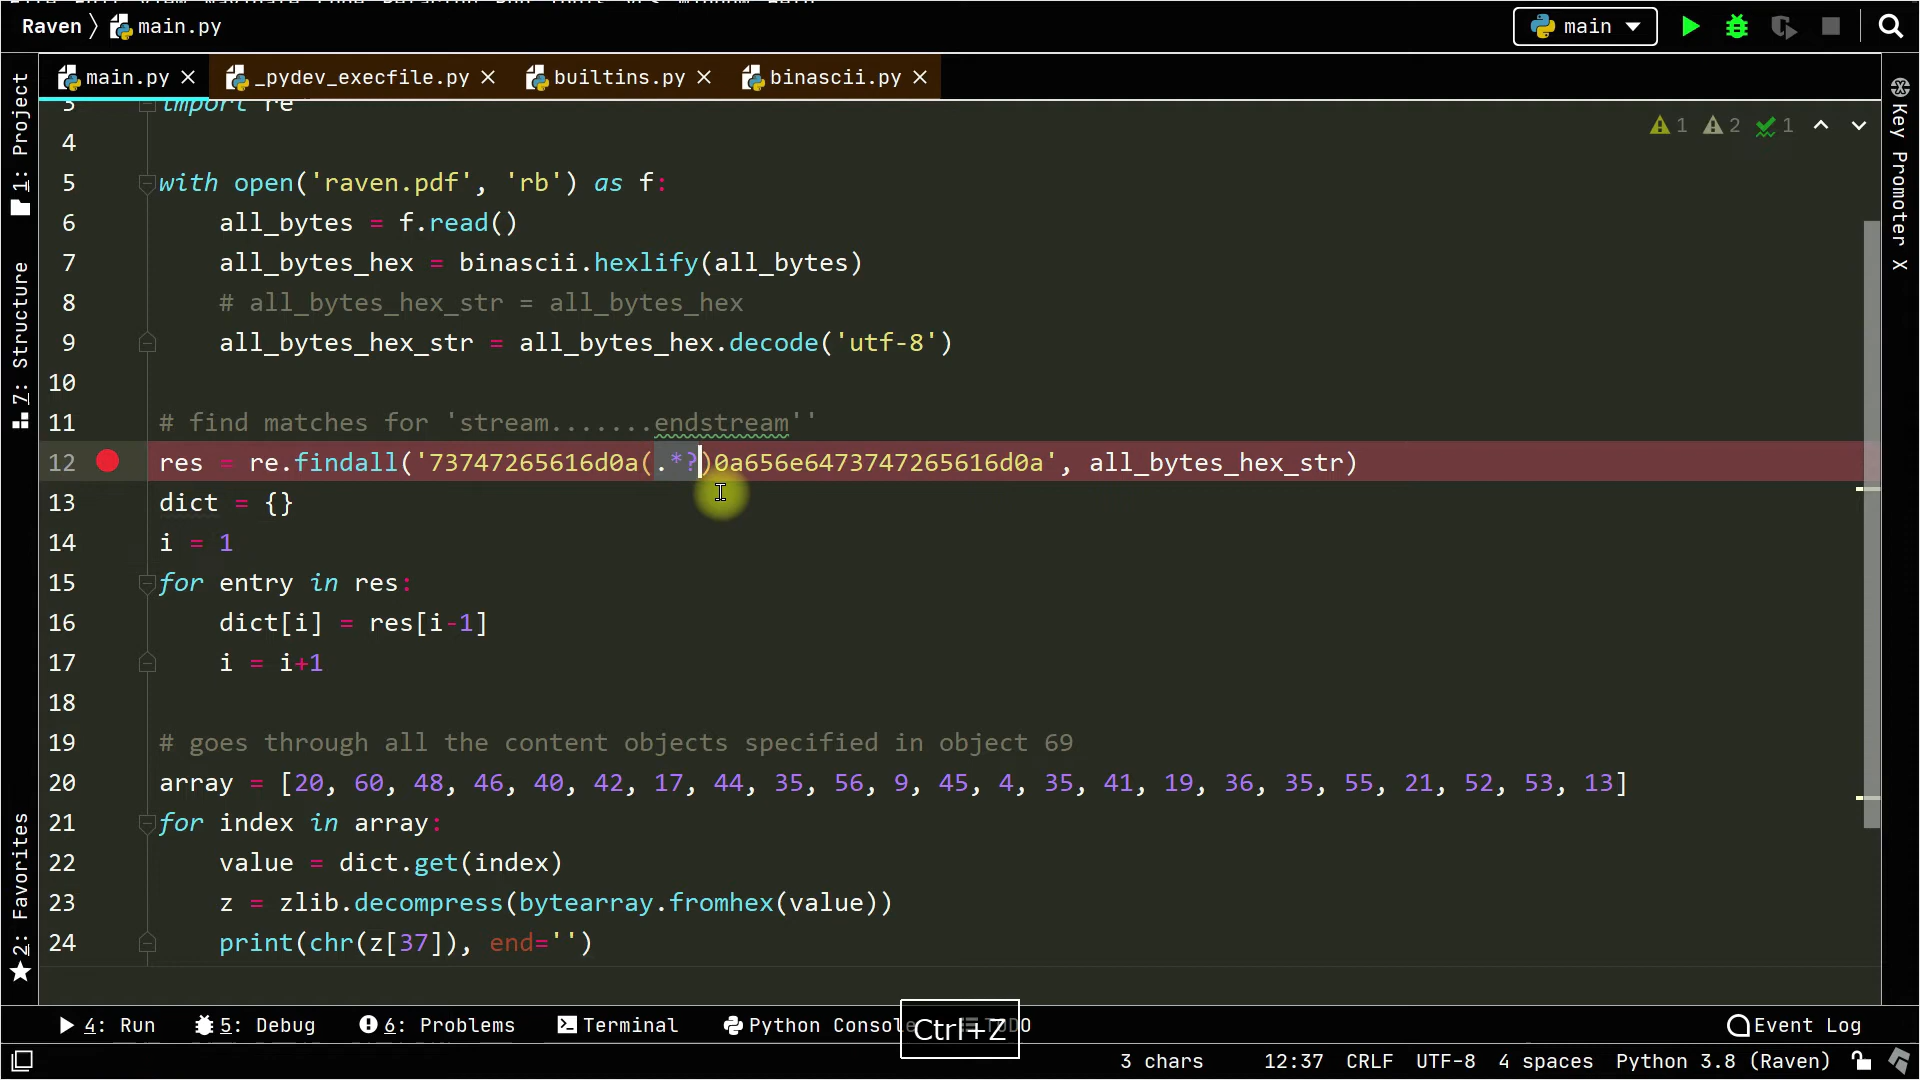 Raven 〉 main.py
main
main.py
_pydev_execfile.py
builtins.py
binascii.py
1
2
1
3 import re
4
5 with open('raven.pdf', 'rb') as f:
6 all_bytes = f.read()
7 all_bytes_hex = binascii.hexlify(all_bytes)
8 # all_bytes_hex_str = all_bytes_hex
9 all_bytes_hex_str = all_bytes_hex.decode('utf-8')
10
11 # find matches for 'stream.......endstream''
12 res = re.findall('73747265616d0a(.*?)0a656e6473747265616d0a', all_bytes_hex_str)
13 dict = {}
14 i = 1
15 for entry in res:
16 dict[i] = res[i-1]
17 i = i+1
18
19 # goes through all the content objects specified in object 69
20 array = [20, 60, 48, 46, 40, 42, 17, 44, 35, 56, 9, 45, 4, 35, 41, 19, 36, 35, 55, 21, 52, 53, 13]
21 for index in array:
22 value = dict.get(index)
23 z = zlib.decompress(bytearray.fromhex(value))
24 print(chr(z[37]), end='')
1: Project
7: Structure
2: Favorites
Key Promoter X
4: Run
5: Debug
6: Problems
Terminal
Python Console
TODO
Ctrl+Z
Event Log
3 chars
12:37
CRLF
UTF-8
4 spaces
Python 3.8 (Raven)